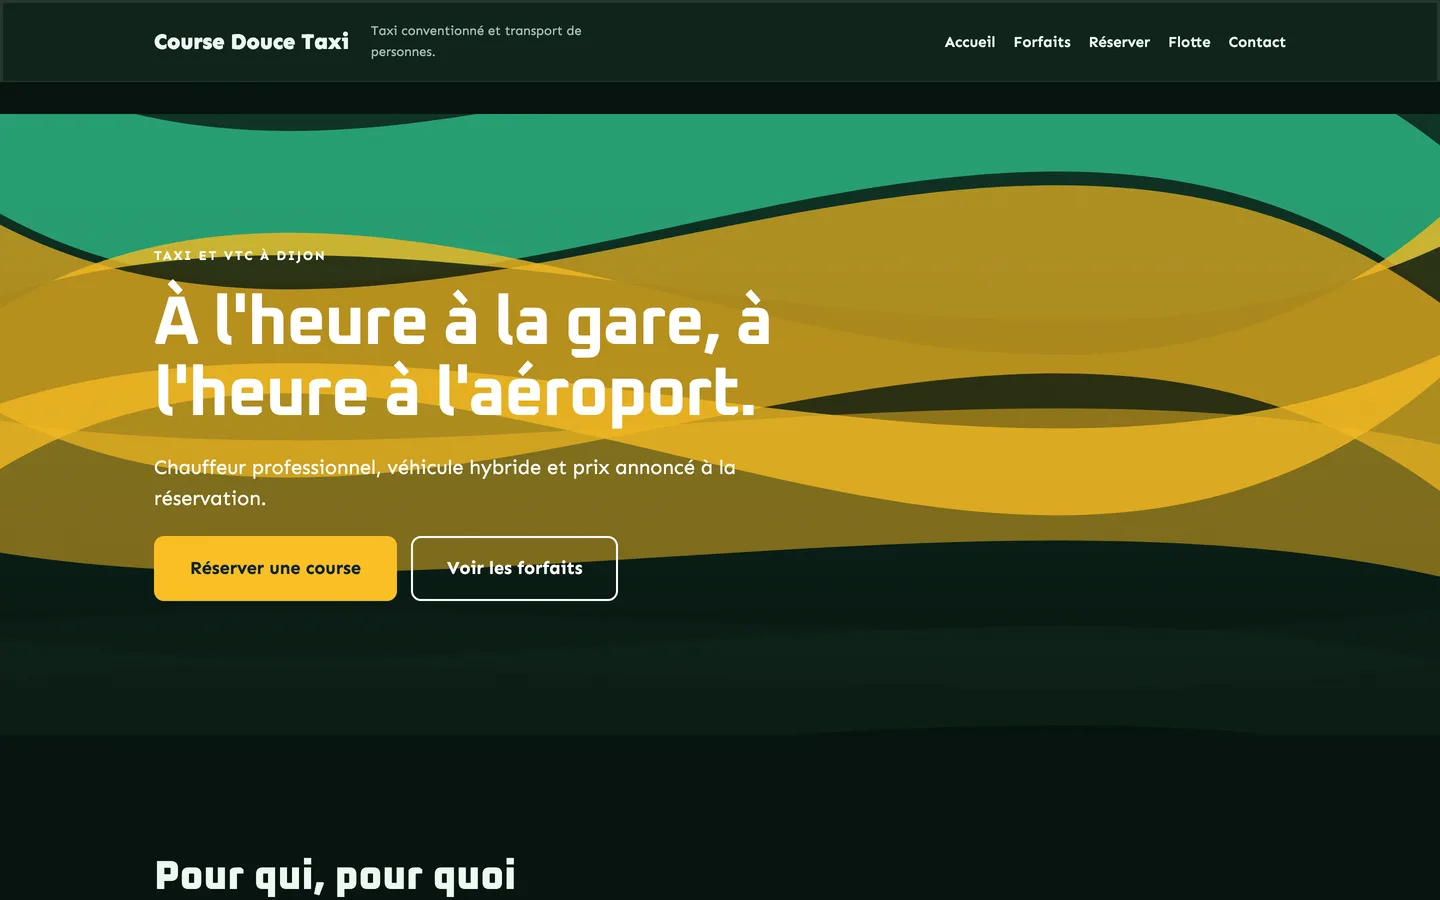 Course Douce Taxi
Taxi conventionné et transport de
personnes.
Accueil
Forfaits
Réserver
Flotte
Contact
TAXI ET VTC À DIJON
À l'heure à la gare, à
l'heure à l'aéroport.
Chauffeur professionnel, véhicule hybride et prix annoncé à la
réservation.
Réserver une course
Voir les forfaits
Pour qui, pour quoi